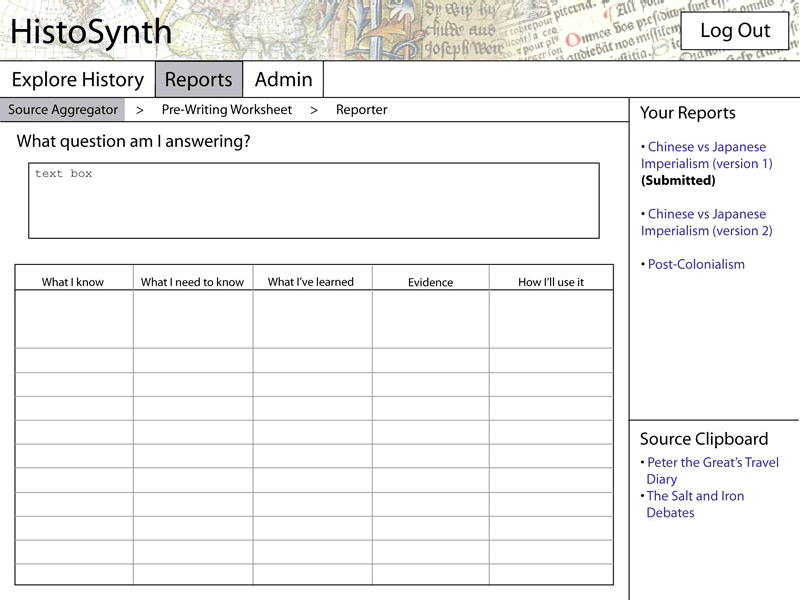 HistoSynth
Log Out
Explore History
Reports
Admin
Source Aggregator > Pre-Writing Worksheet > Reporter
What question am I answering?
text box
What I know
What I need to know
What I've learned
Evidence
How I'll use it
Your Reports
• Chinese vs Japanese
Imperialism (version 1)
(Submitted)
• Chinese vs Japanese
Imperialism (version 2)
• Post-Colonialism
Source Clipboard
• Peter the Great's Travel
Diary
• The Salt and Iron
Debates